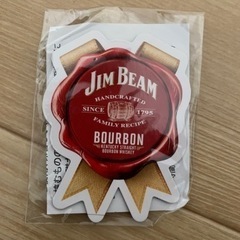 JIM BEAM
HANDCRAFTED
SINCE 1795
FAMILY RECIPE
BOURBON
KENTUCKY STRAIGHT
BOURBON WHISKEY